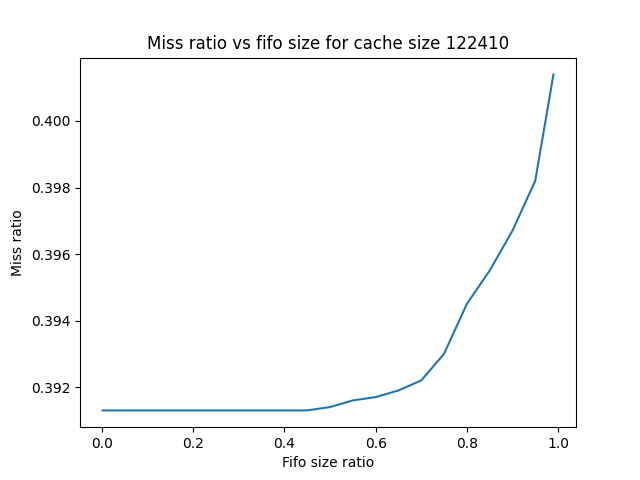 Miss ratio vs fifo size for cache size 122410
0.400
0.398
0.396
0.394
0.392
Miss ratio
0.0 0.2 0.4 0.6 0.8 1.0
Fifo size ratio